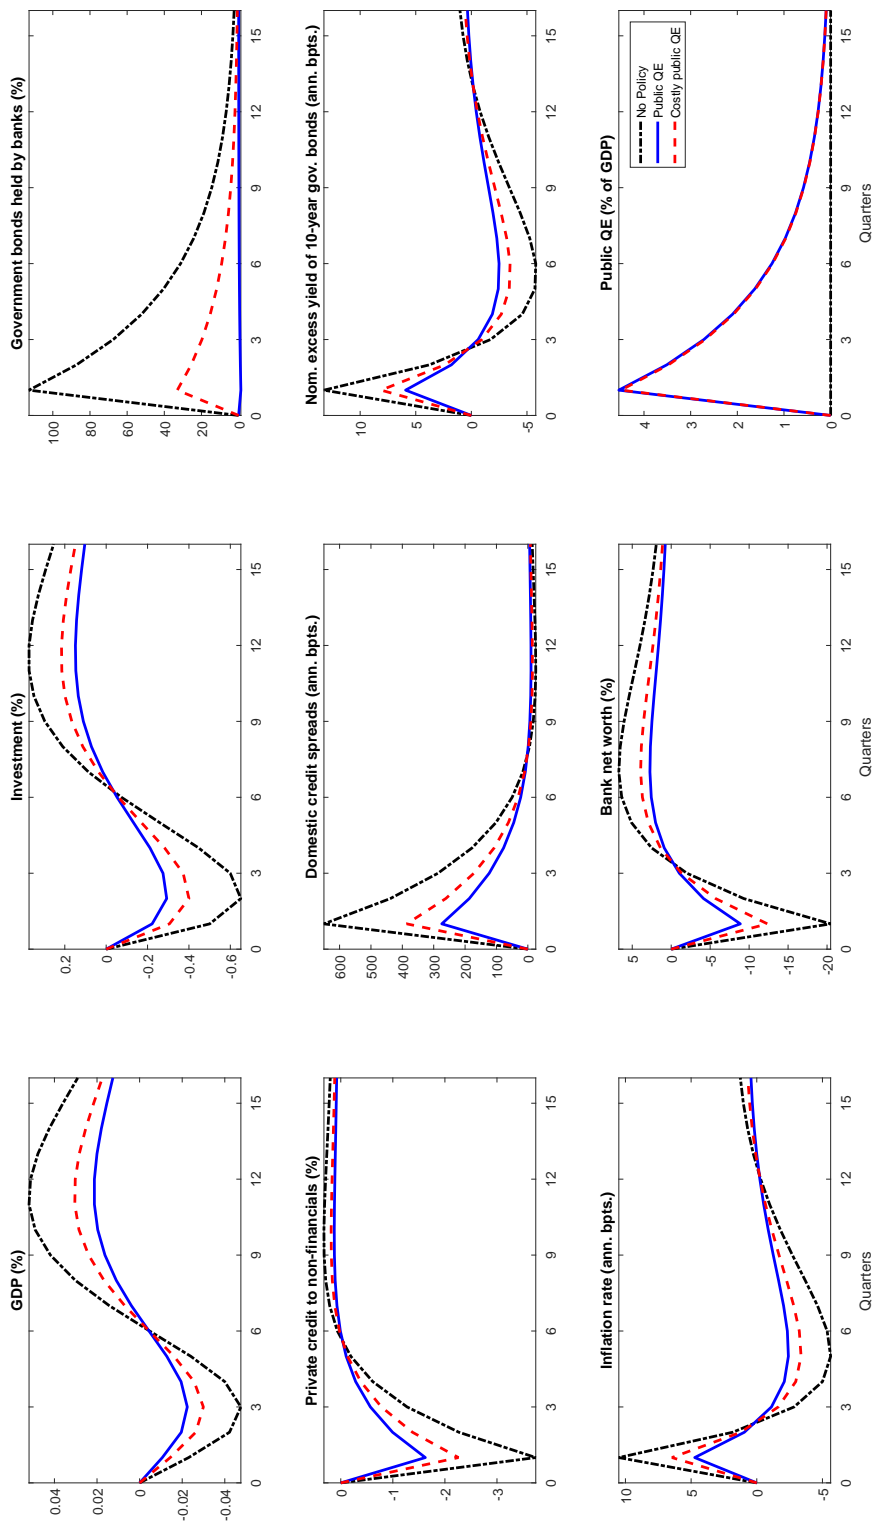 GDP (%)
0.04
0.02
0
-0.02
-0.04
0 3 6 9 12 15
Investment (%)
0.2
0
-0.2
-0.4
-0.6
0 3 6 9 12 15
Government bonds held by banks (%)
100
80
60
40
20
0
0 3 6 9 12 15
Private credit to non-financials (%)
0
-1
-2
-3
0 3 6 9 12 15
Domestic credit spreads (ann. bpts.)
600
500
400
300
200
100
0
0 3 6 9 12 15
Nom. excess yield of 10-year gov. bonds (ann. bpts.)
10
5
0
-5
0 3 6 9 12 15
Inflation rate (ann. bpts.)
10
5
0
-5
0 3 6 9 12 15
Quarters
Bank net worth (%)
5
0
-5
-10
-15
-20
0 3 6 9 12 15
Quarters
Public QE (% of GDP)
4
3
2
1
0
0 3 6 9 12 15
Quarters
No Policy
Public QE
Costly public QE